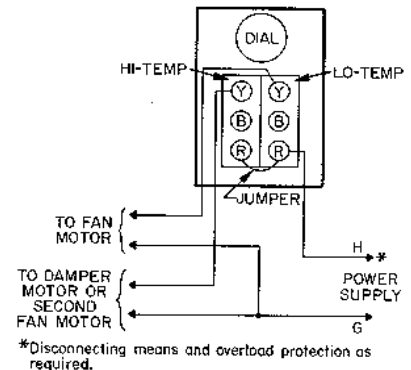 DIAL
HI-TEMP
LO-TEMP
Y Y
B B
R R
JUMPER
TO FAN
MOTOR
H *
POWER
SUPPLY
TO DAMPER
MOTOR OR
SECOND
FAN MOTOR
G
*Disconnecting means and overload protection as
required.